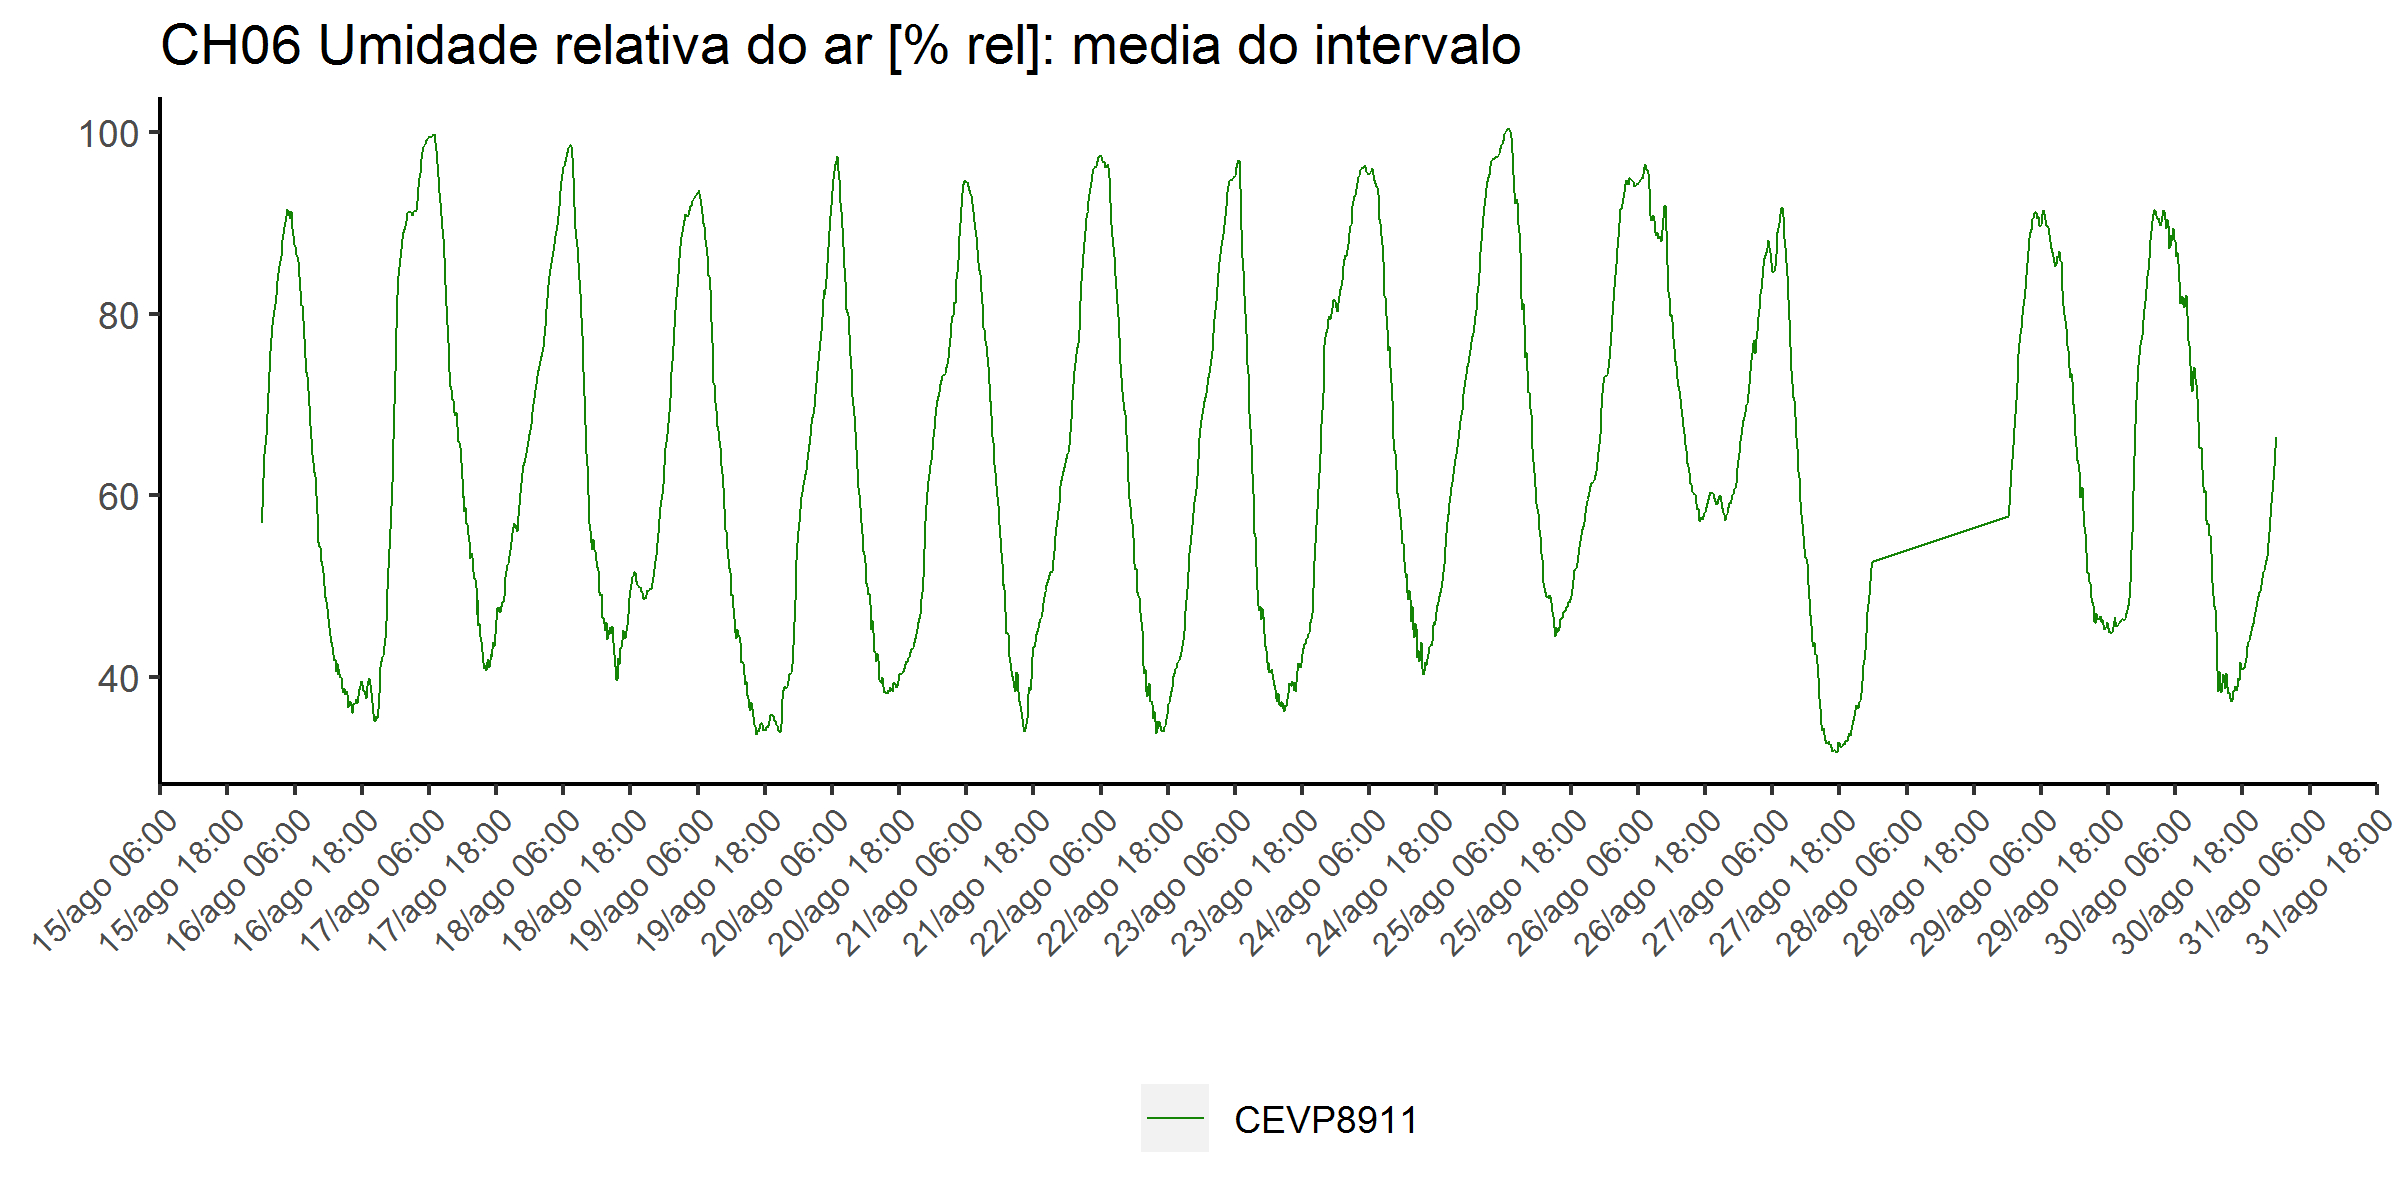 CH06 Umidade relativa do ar [% rel]: media do intervalo
100
80
60
40
15/ago 06:00
15/ago 18:00
16/ago 06:00
16/ago 18:00
17/ago 06:00
17/ago 18:00
18/ago 06:00
18/ago 18:00
19/ago 06:00
19/ago 18:00
20/ago 06:00
20/ago 18:00
21/ago 06:00
21/ago 18:00
22/ago 06:00
22/ago 18:00
23/ago 06:00
23/ago 18:00
24/ago 06:00
24/ago 18:00
25/ago 06:00
25/ago 18:00
26/ago 06:00
26/ago 18:00
27/ago 06:00
27/ago 18:00
28/ago 06:00
28/ago 18:00
29/ago 06:00
29/ago 18:00
30/ago 06:00
30/ago 18:00
31/ago 06:00
31/ago 18:00
CEVP8911